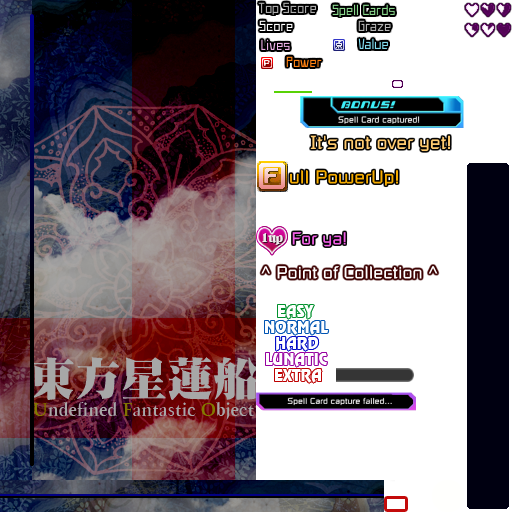 Top Score
Spell Cards
Score
Graze
Lives
Value
P Power
BONUS!
Spell Card captured!
It's not over yet!
Full PowerUp!
1up For ya!
^ Point of Collection ^
EASY
NORMAL
HARD
LUNATIC
EXTRA
Spell Card capture failed...
東方星蓮船
Undefined Fantastic Object